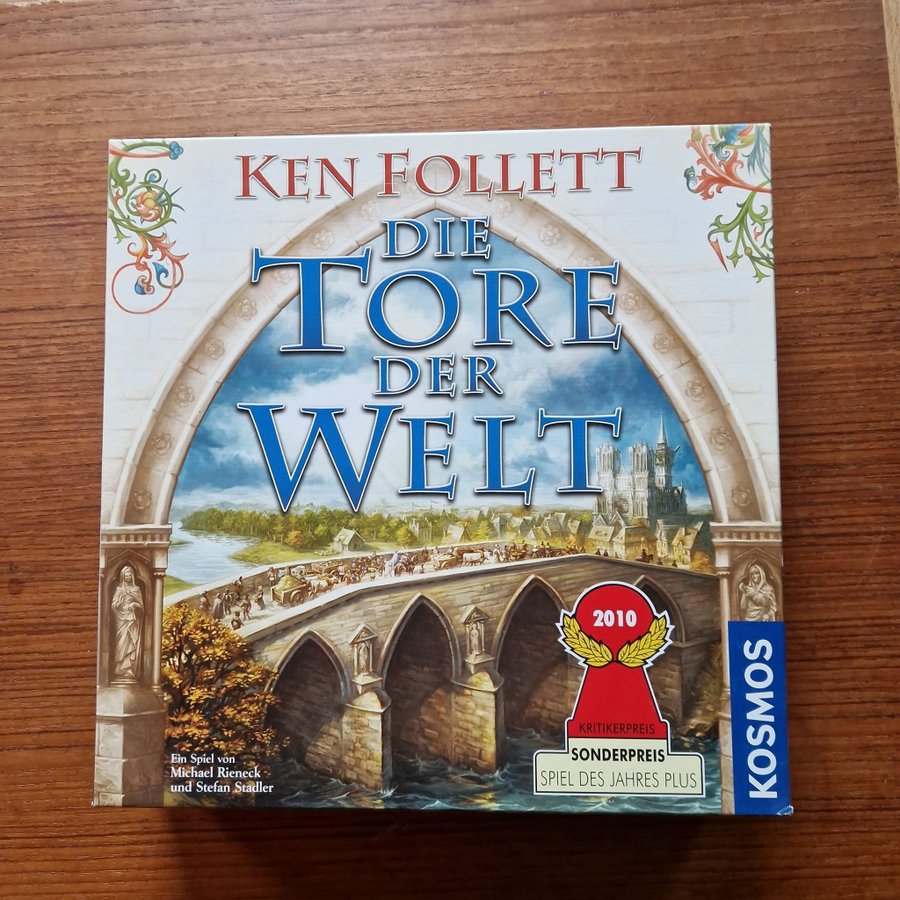 KEN FOLLETT
DIE
TORE
DER
WELT
2010
KRITIKERPREIS
SONDERPREIS
SPIEL DES JAHRES PLUS
Ein Spiel von
Michael Rieneck
und Stefan Stadler
KOSMOS